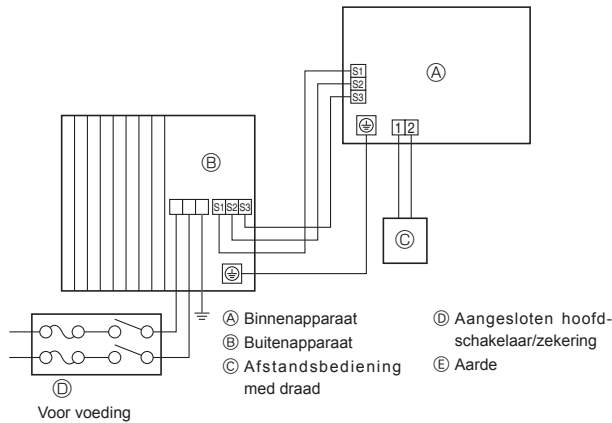 S1
S2
S3
Ⓐ
1 2
Ⓑ
S1 S2 S3
Ⓒ
Ⓓ
Voor voeding
Ⓐ Binnenapparaat
Ⓑ Buitenapparaat
Ⓒ Afstandsbediening
med draad
Ⓓ Aangesloten hoofd-
schakelaar/zekering
Ⓔ Aarde